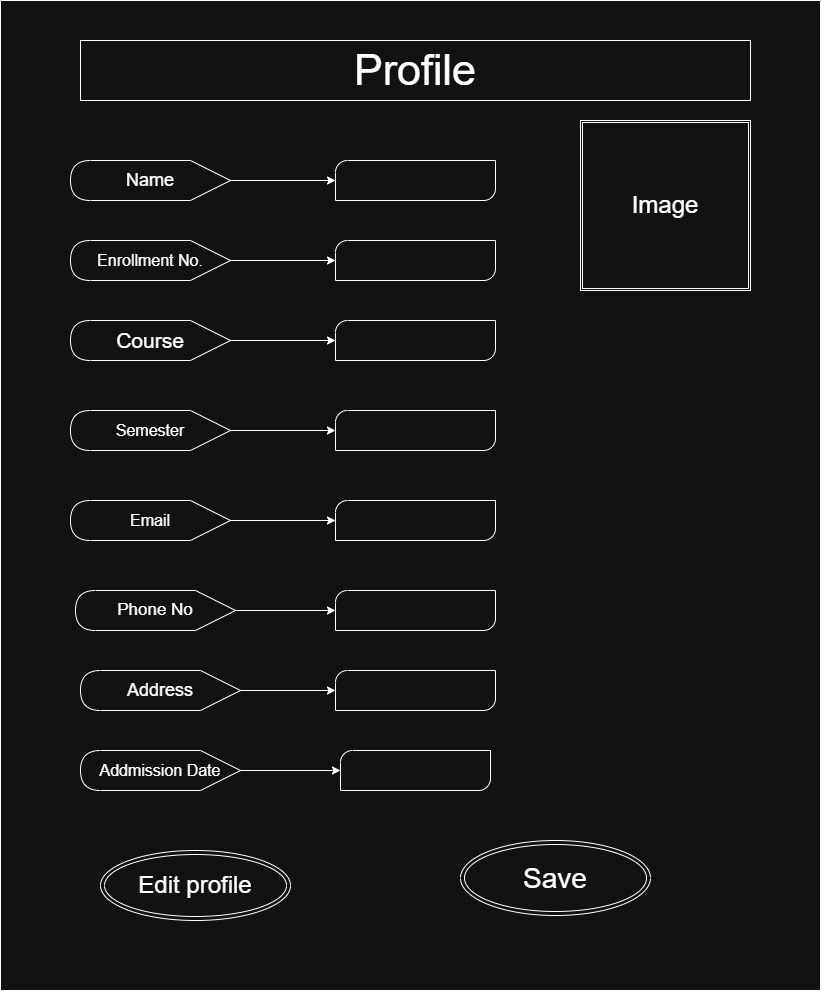 Profile
Name
Image
Enrollment No.
Course
Semester
Email
Phone No
Address
Addmission Date
Edit profile
Save